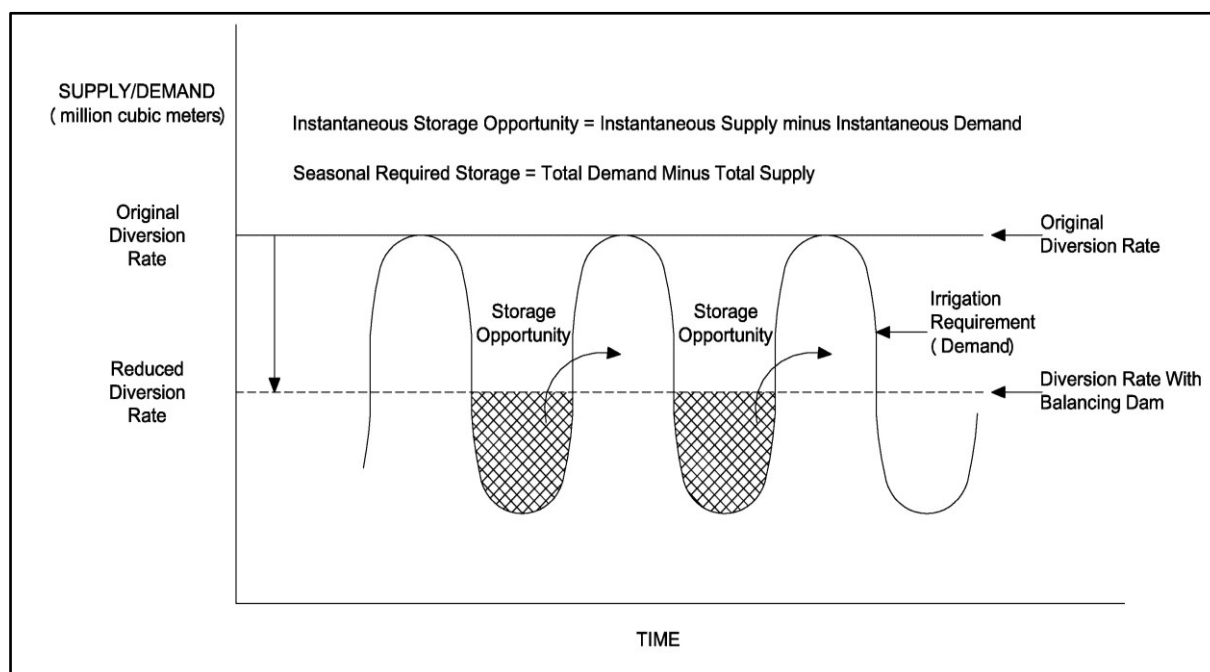 SUPPLY/DEMAND
( million cubic meters)
Instantaneous Storage Opportunity = Instantaneous Supply minus Instantaneous Demand
Seasonal Required Storage = Total Demand Minus Total Supply
Original
Diversion
Rate
Original
Diversion Rate
Storage
Opportunity
Storage
Opportunity
Irrigation
Requirement
( Demand)
Reduced
Diversion
Rate
Diversion Rate With
Balancing Dam
TIME